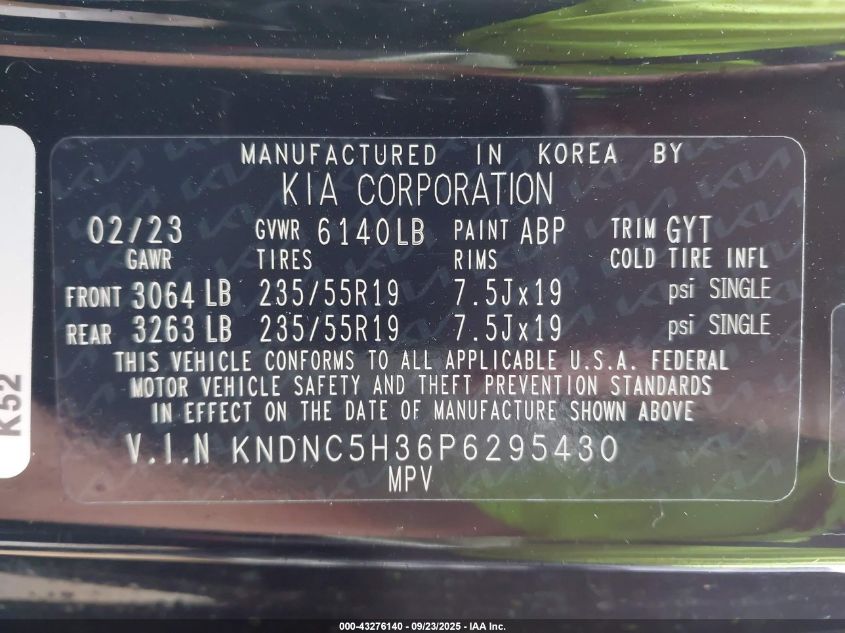 MANUFACTURED IN KOREA BY
KIA CORPORATION
02/23 GVWR 6140LB PAINT ABP TRIM GYT
GAWR TIRES RIMS COLD TIRE INFL
FRONT 3064 LB 235/55R19 7.5Jx19 psi SINGLE
REAR 3263 LB 235/55R19 7.5Jx19 psi SINGLE
THIS VEHICLE CONFORMS TO ALL APPLICABLE U.S.A. FEDERAL
MOTOR VEHICLE SAFETY AND THEFT PREVENTION STANDARDS
IN EFFECT ON THE DATE OF MANUFACTURE SHOWN ABOVE
V.I.N KNDNC5H36P6295430
MPV
K52
000-43276140 - 09/23/2025 - IAA Inc.